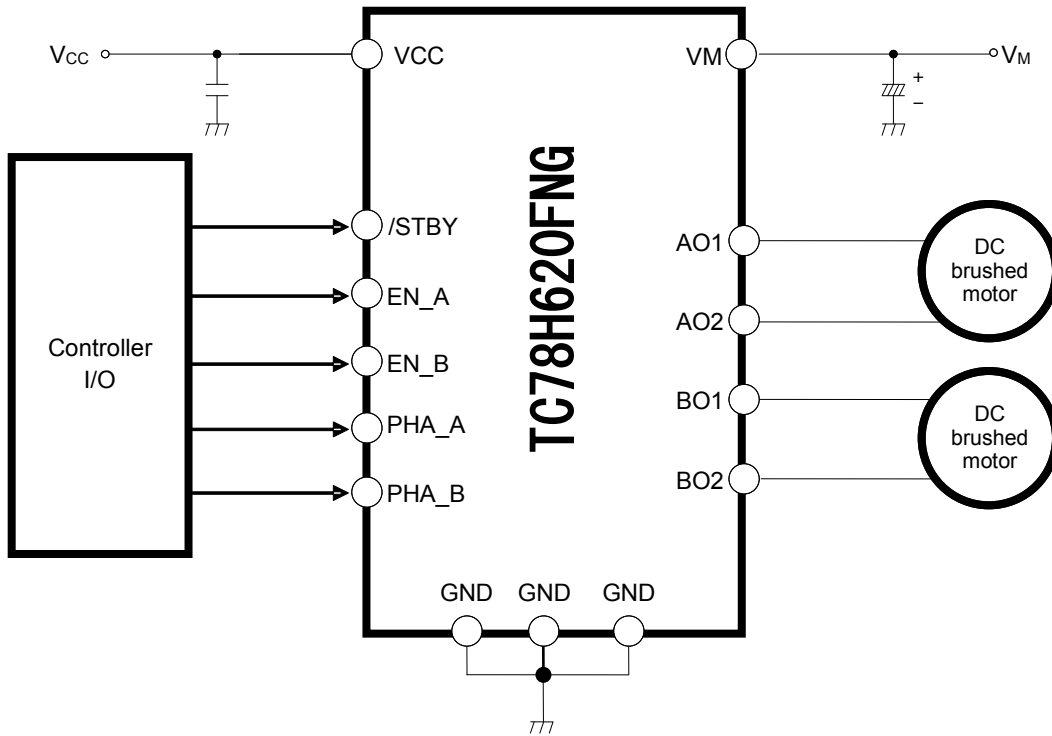 VCC
VCC
VM
VM
+
−
Controller
I/O
/STBY
EN_A
EN_B
PHA_A
PHA_B
TC78H620FNG
AO1
AO2
BO1
BO2
DC
brushed
motor
DC
brushed
motor
GND GND GND